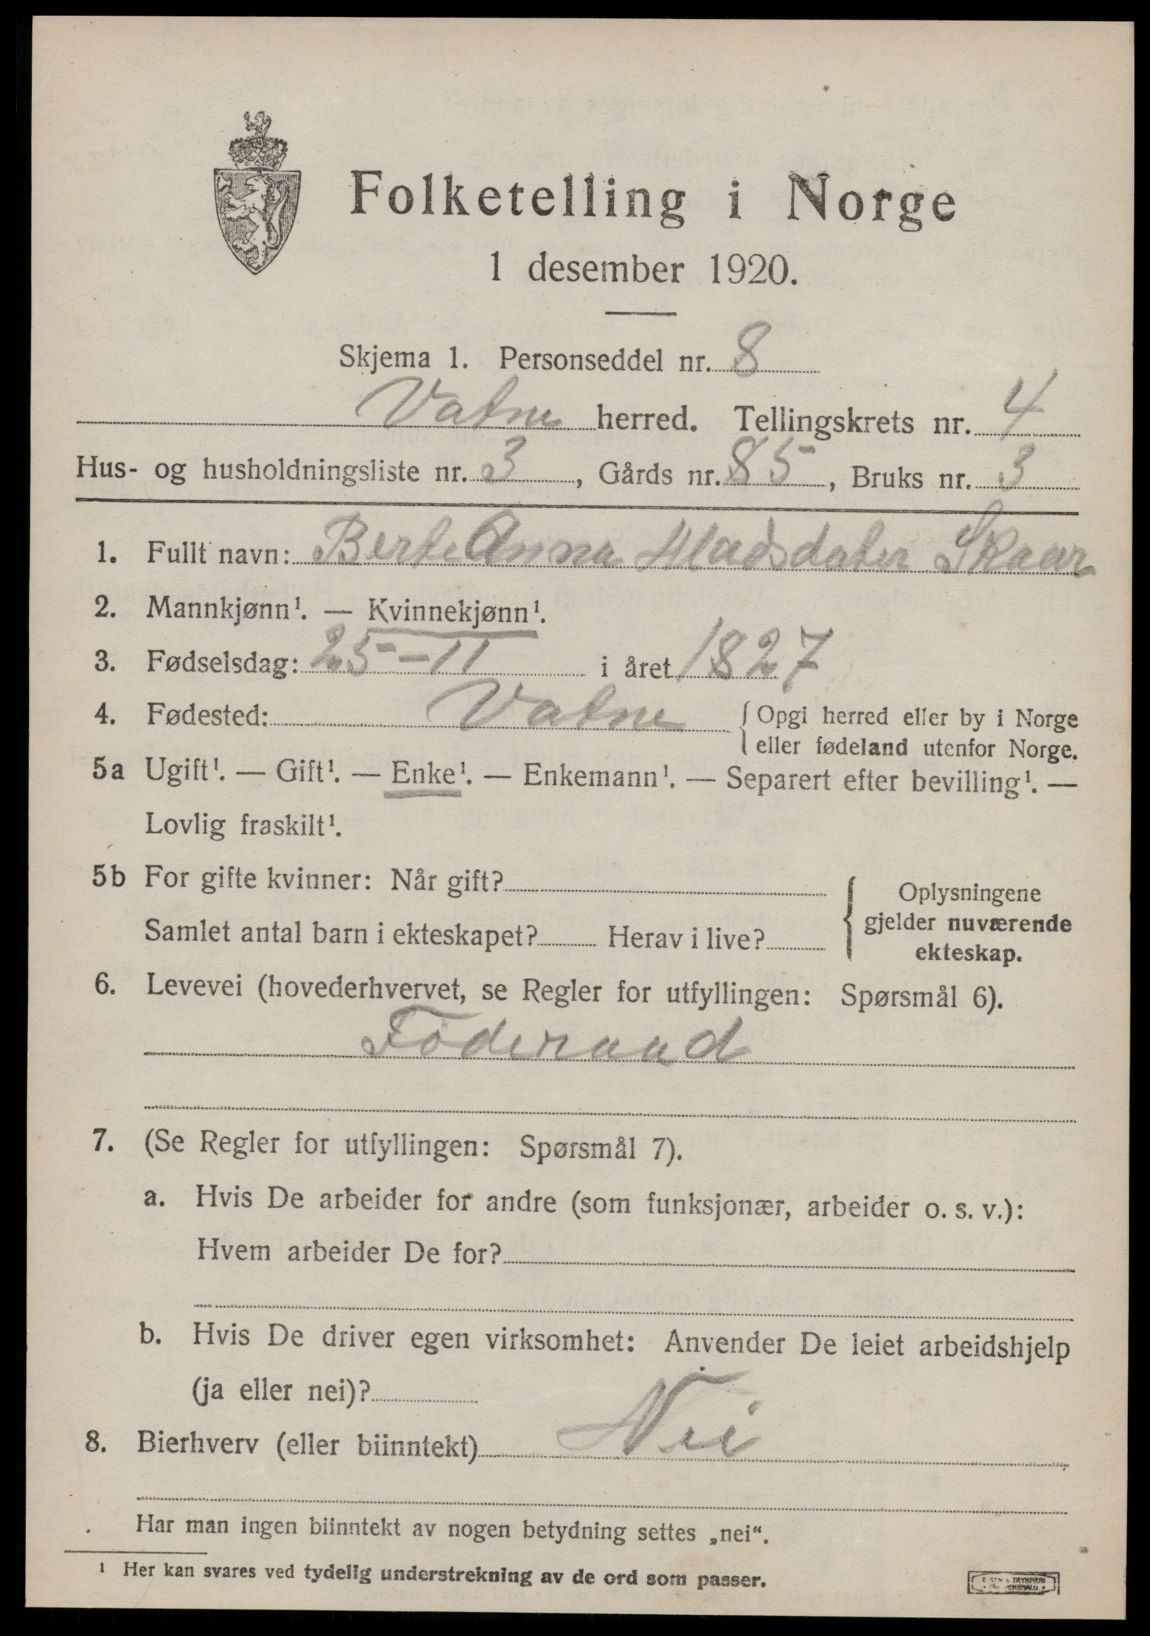 Folketelling i Norge
1 desember 1920.
Skjema 1. Personseddel nr. 8
Vatne herred. Tellingskrets nr. 4
Hus- og husholdningsliste nr. 3, Gårds nr. 85, Bruks nr. 3
1. Fullt navn: Berte Anna Madsdater Skaar
2. Mannkjønn¹. — Kvinnekjønn¹.
3. Fødselsdag: 25-11 i året 1827
4. Fødested: Vatne { Opgi herred eller by i Norge
eller fødeland utenfor Norge.
5a Ugift¹. — Gift¹. — Enke¹. — Enkemann¹. — Separert efter bevilling¹. —
Lovlig fraskilt¹.
5b For gifte kvinner: Når gift?
Samlet antal barn i ekteskapet? Herav i live?
{ Oplysningene
gjelder nuværende
ekteskap.
6. Levevei (hovederhvervet, se Regler for utfyllingen: Spørsmål 6).
Föderaad
7. (Se Regler for utfyllingen: Spørsmål 7).
a. Hvis De arbeider for andre (som funksjonær, arbeider o. s. v.):
Hvem arbeider De for?
b. Hvis De driver egen virksomhet: Anvender De leiet arbeidshjelp
(ja eller nei)?
8. Bierhverv (eller biinntekt) Nei
Har man ingen biinntekt av nogen betydning settes „nei“.
¹ Her kan svares ved tydelig understrekning av de ord som passer.